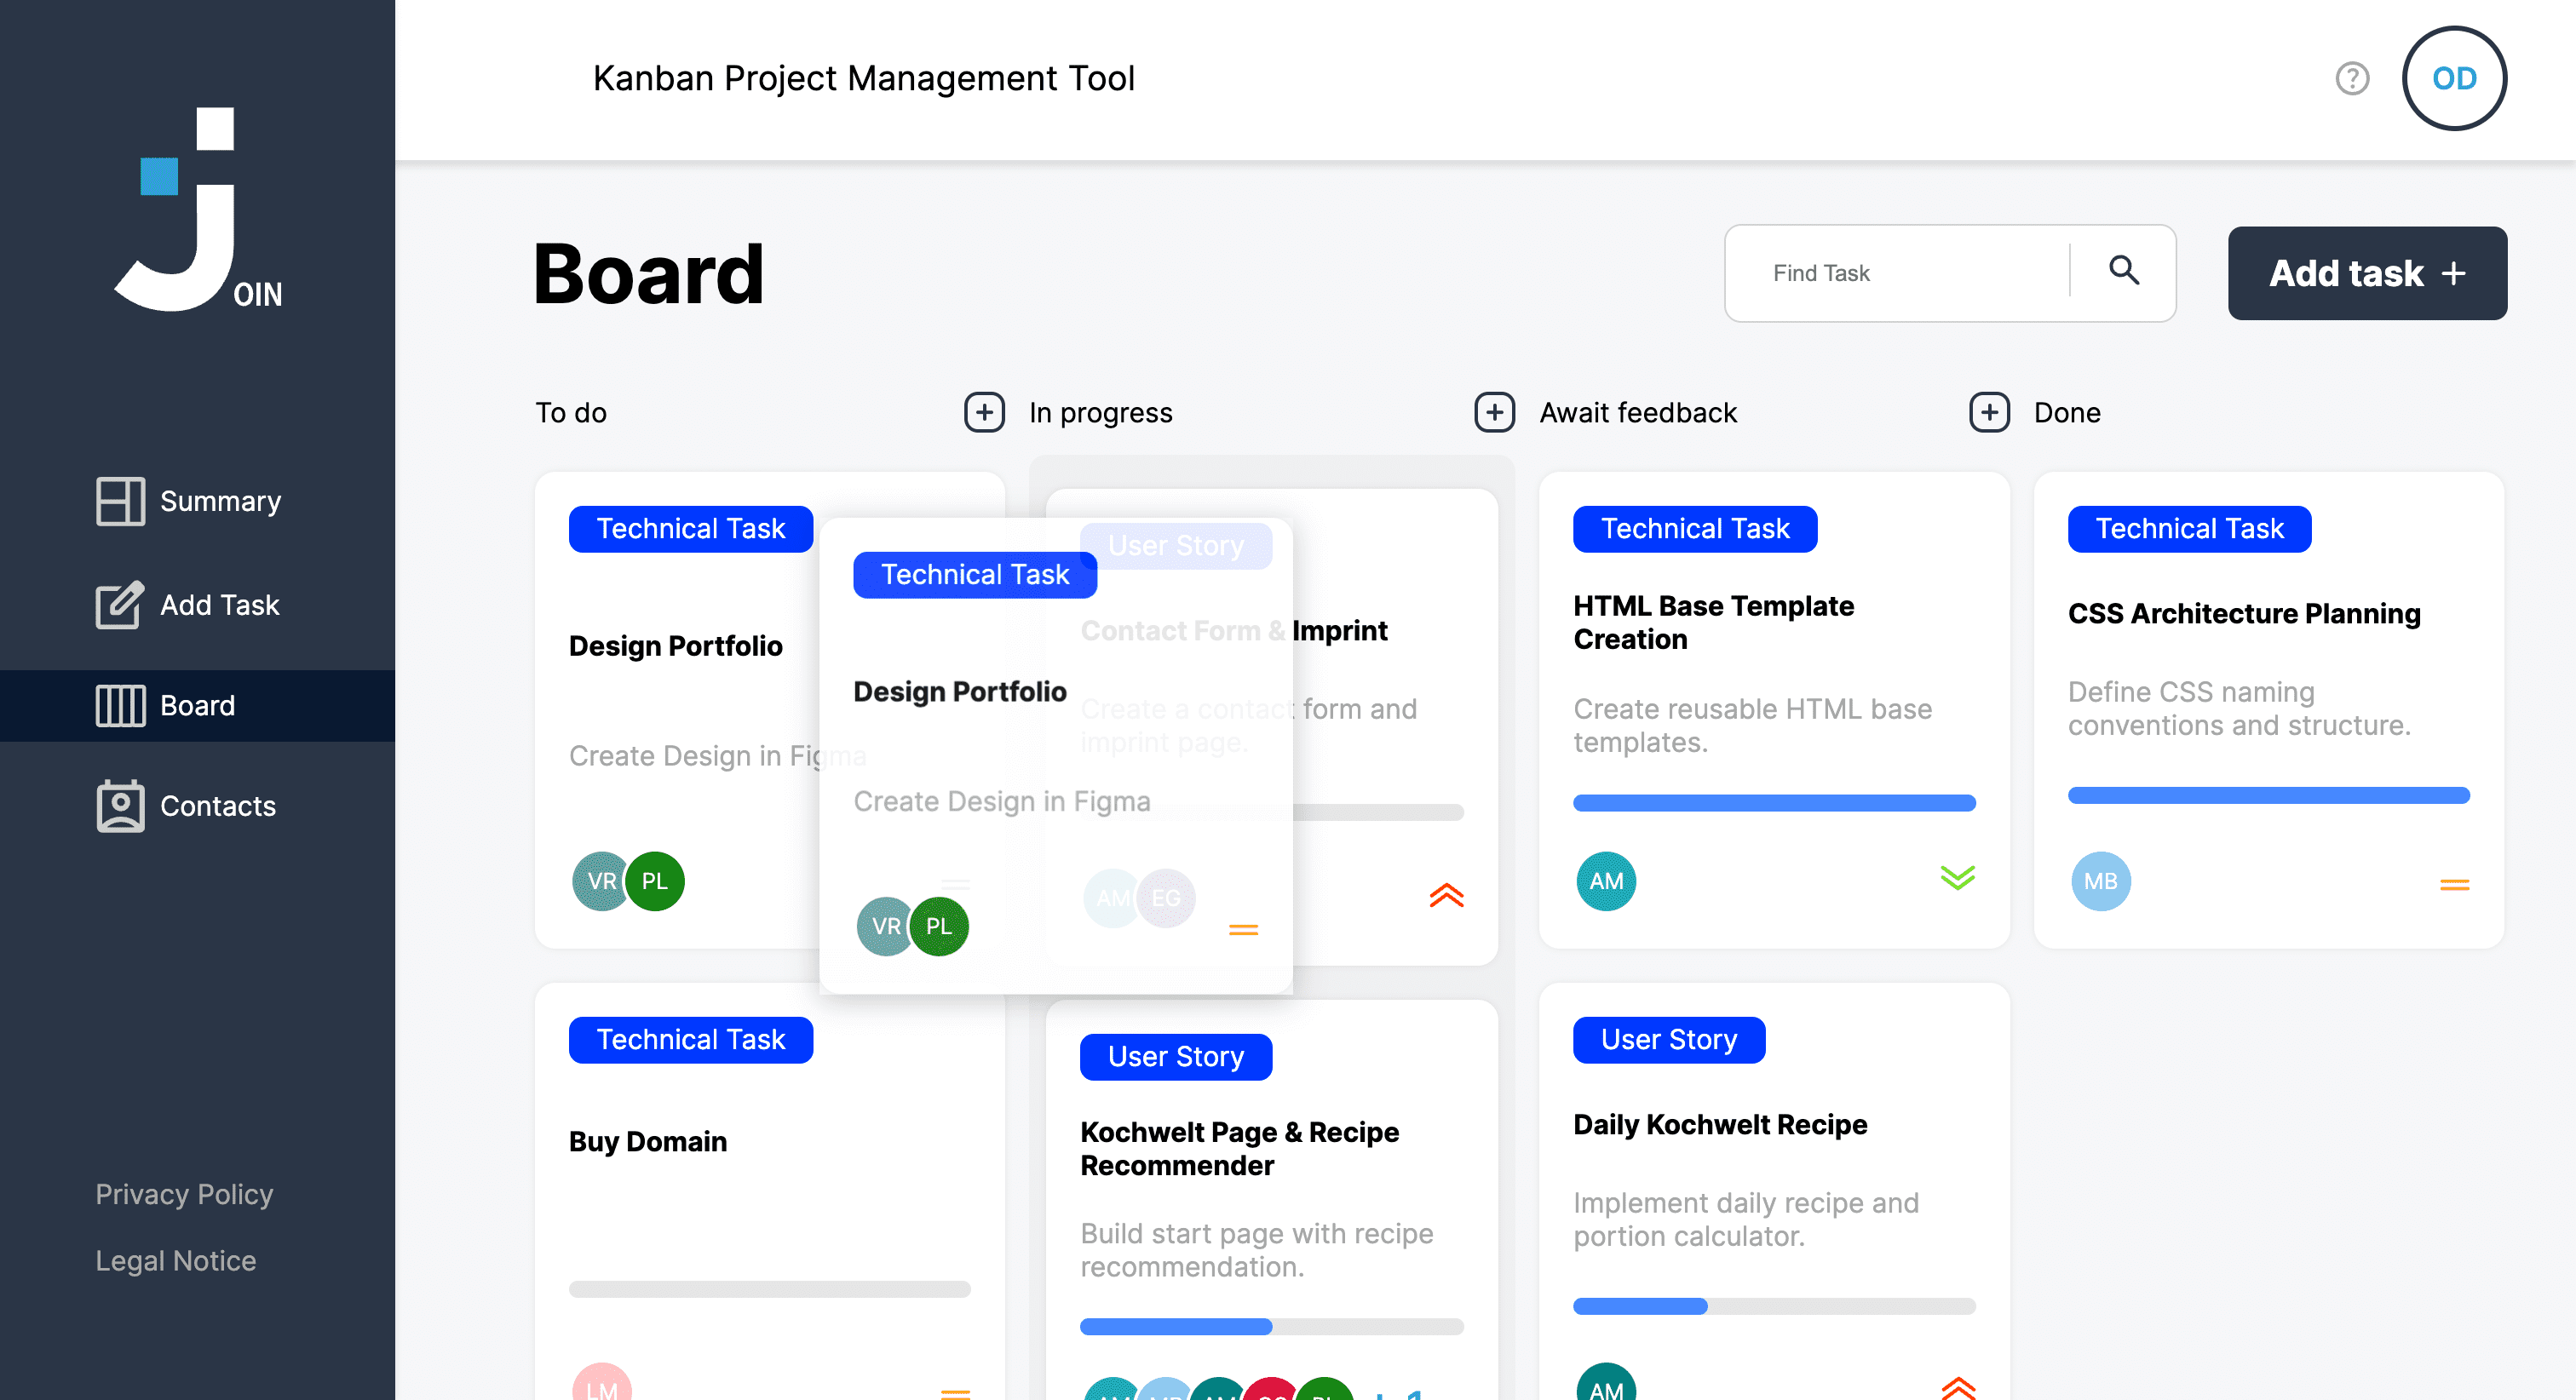 OIN
Summary
Add Task
Board
Contacts
Privacy Policy
Legal Notice
Kanban Project Management Tool
OD
Board
Find Task
Add task +
To do
In progress
Await feedback
Done
Technical Task
Design Portfolio
Create Design in Figma
VR PL
Technical Task
Design Portfolio
Create Design in Figma
VR PL
User Story
Contact Form & Imprint
Create a contact form and
imprint page.
AM EG
Technical Task
HTML Base Template
Creation
Create reusable HTML base
templates.
AM
Technical Task
CSS Architecture Planning
Define CSS naming
conventions and structure.
MB
Technical Task
Buy Domain
LM
User Story
Kochwelt Page & Recipe
Recommender
Build start page with recipe
recommendation.
AM MB AM
+ 1
User Story
Daily Kochwelt Recipe
Implement daily recipe and
portion calculator.
AM